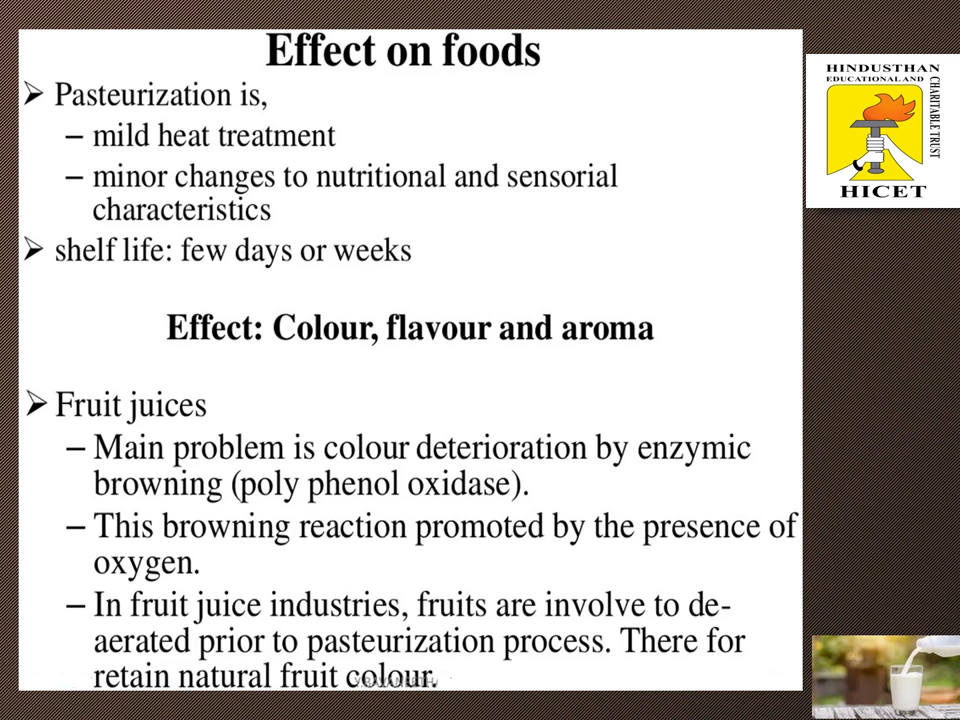 Effect on foods
➢ Pasteurization is,
– mild heat treatment
– minor changes to nutritional and sensorial
characteristics
➢ shelf life: few days or weeks
Effect: Colour, flavour and aroma
➢ Fruit juices
– Main problem is colour deterioration by enzymic
browning (poly phenol oxidase).
– This browning reaction promoted by the presence of
oxygen.
– In fruit juice industries, fruits are involve to de-
aerated prior to pasteurization process. There for
retain natural fruit colour.
HINDUSTHAN
EDUCATIONAL AND
CHARITABLE TRUST
HICET